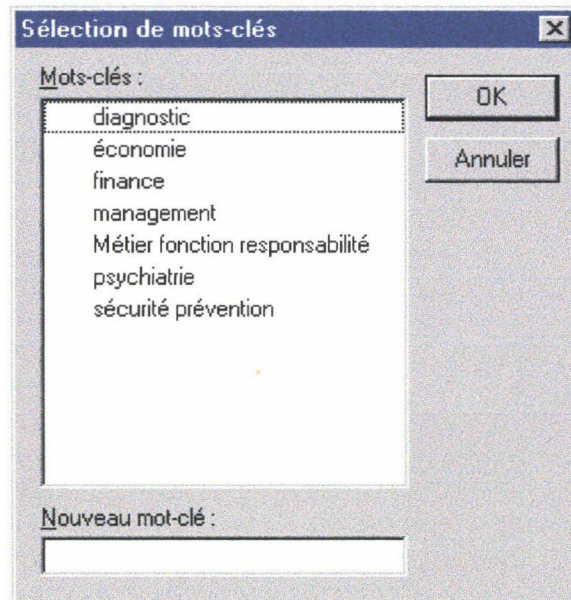 Sélection de mots-clés
Mots-clés :
diagnostic
économie
finance
management
Métier fonction responsabilité
psychiatrie
sécurité prévention
OK
Annuler
Nouveau mot-clé :